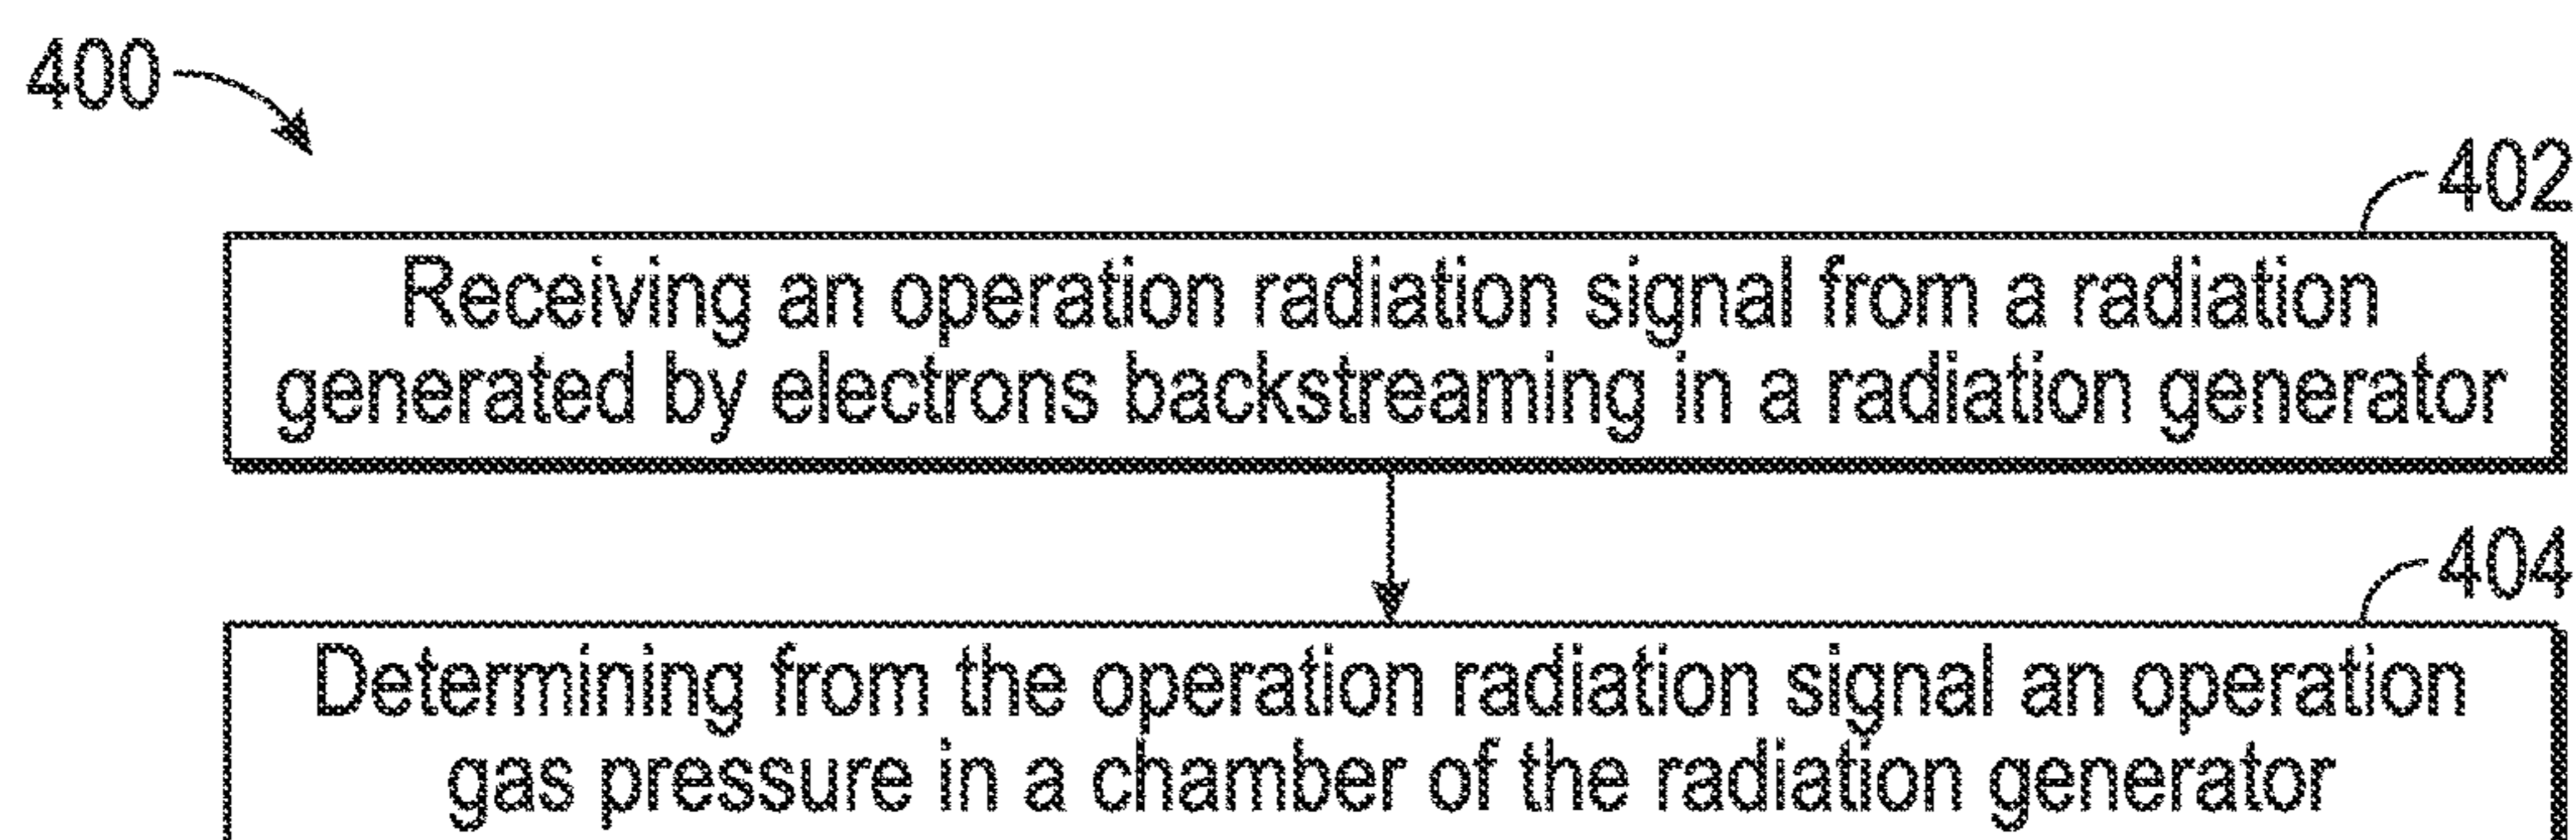 400
402
Receiving an operation radiation signal from a radiation
generated by electrons backstreaming in a radiation generator
404
Determining from the operation radiation signal an operation
gas pressure in a chamber of the radiation generator